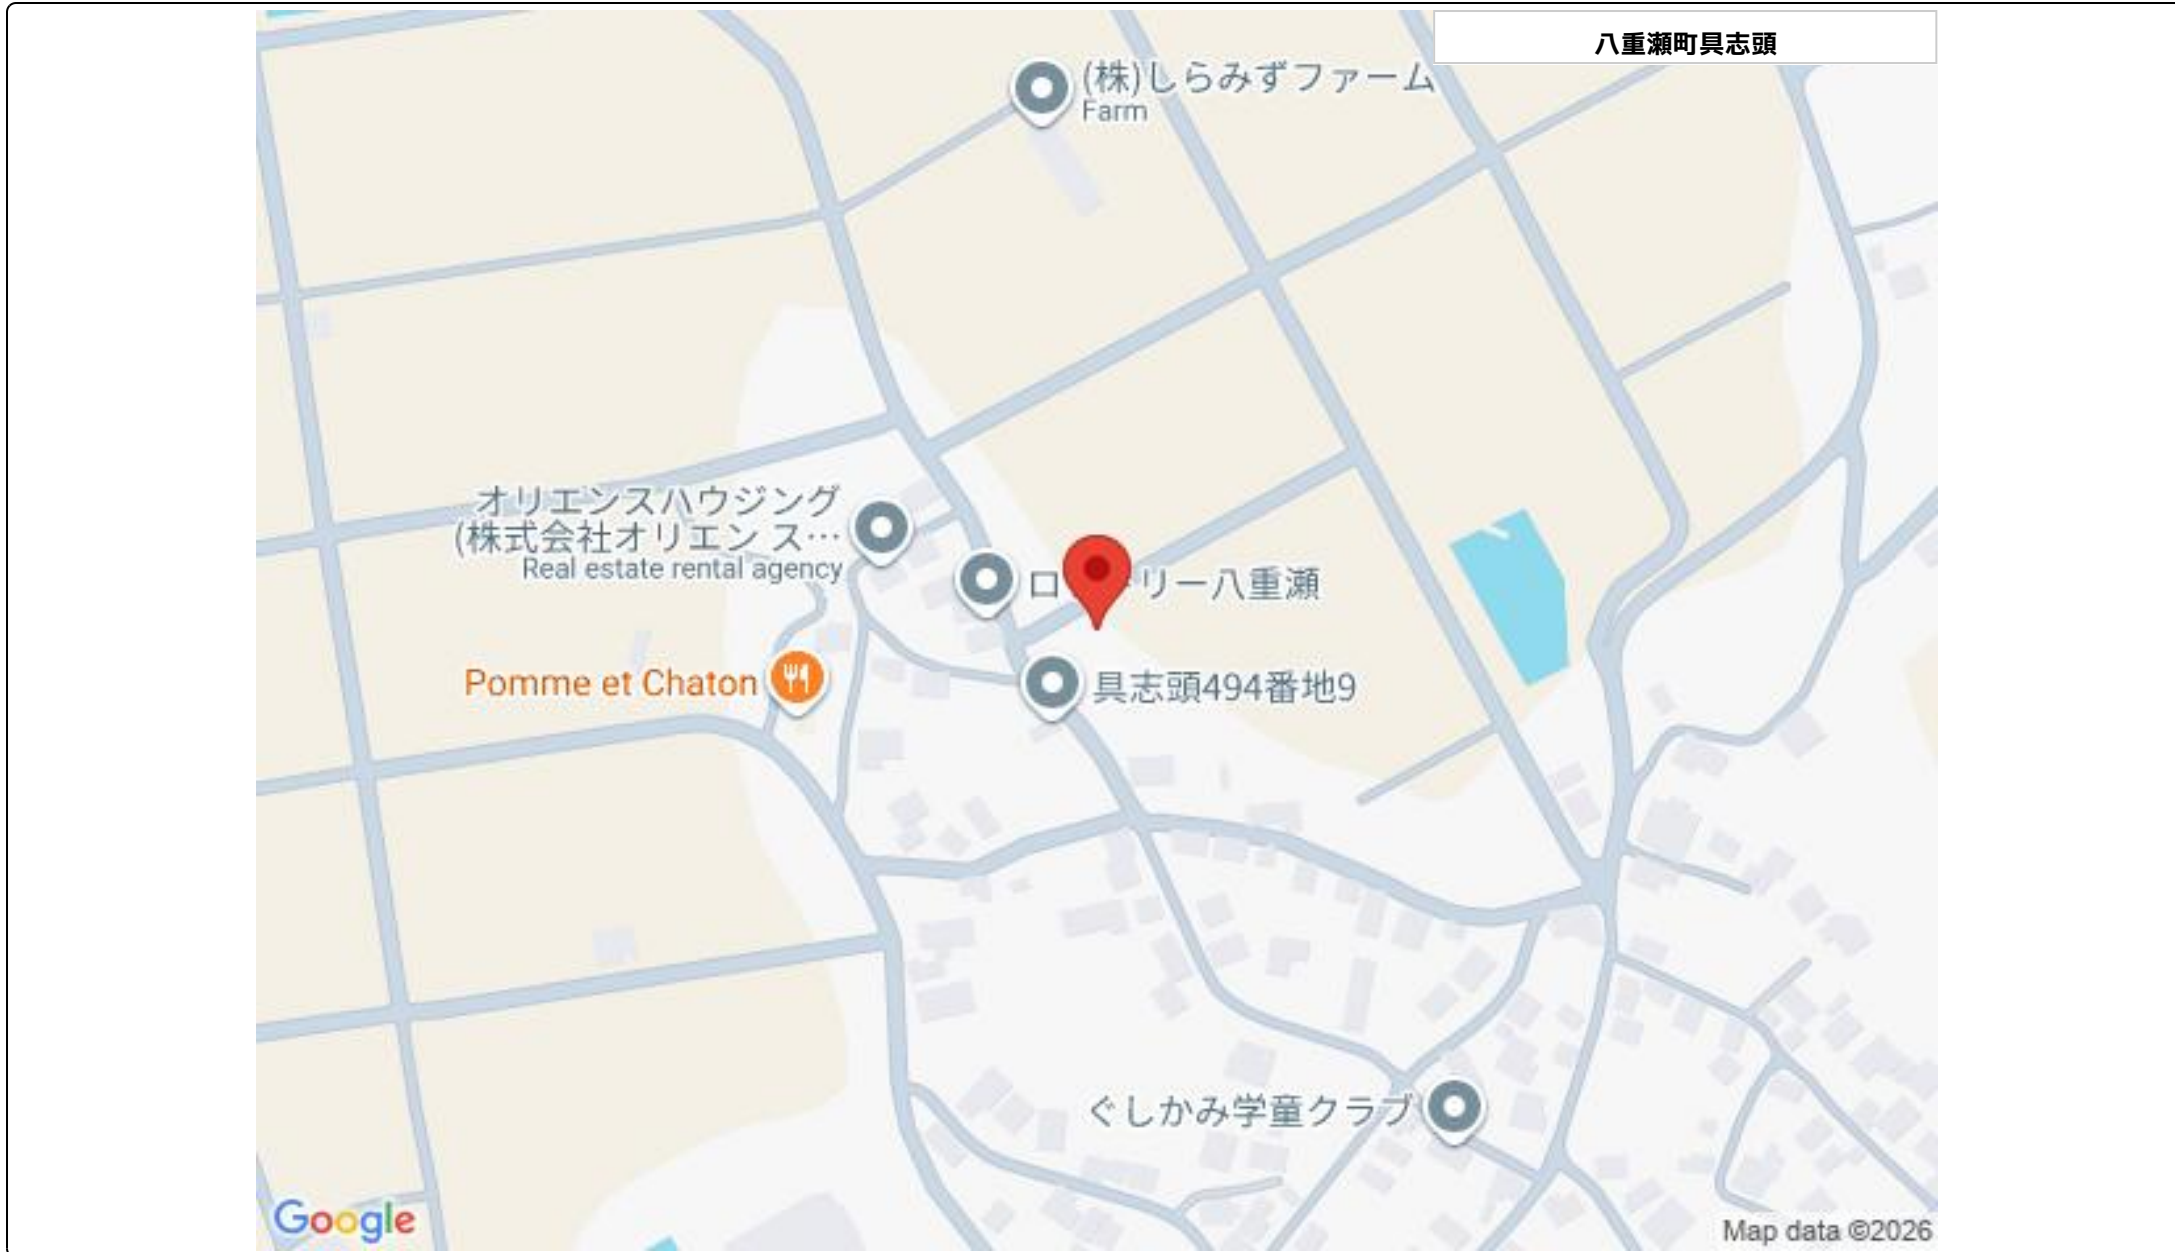 八重瀬町具志頭
(株)しらみずファーム
Farm
オリエンスハウジング
(株式会社オリエンス…
Real estate rental agency
ロ
リー八重瀬
Pomme et Chaton
具志頭494番地9
ぐしかみ学童クラブ
Google
Map data ©2026